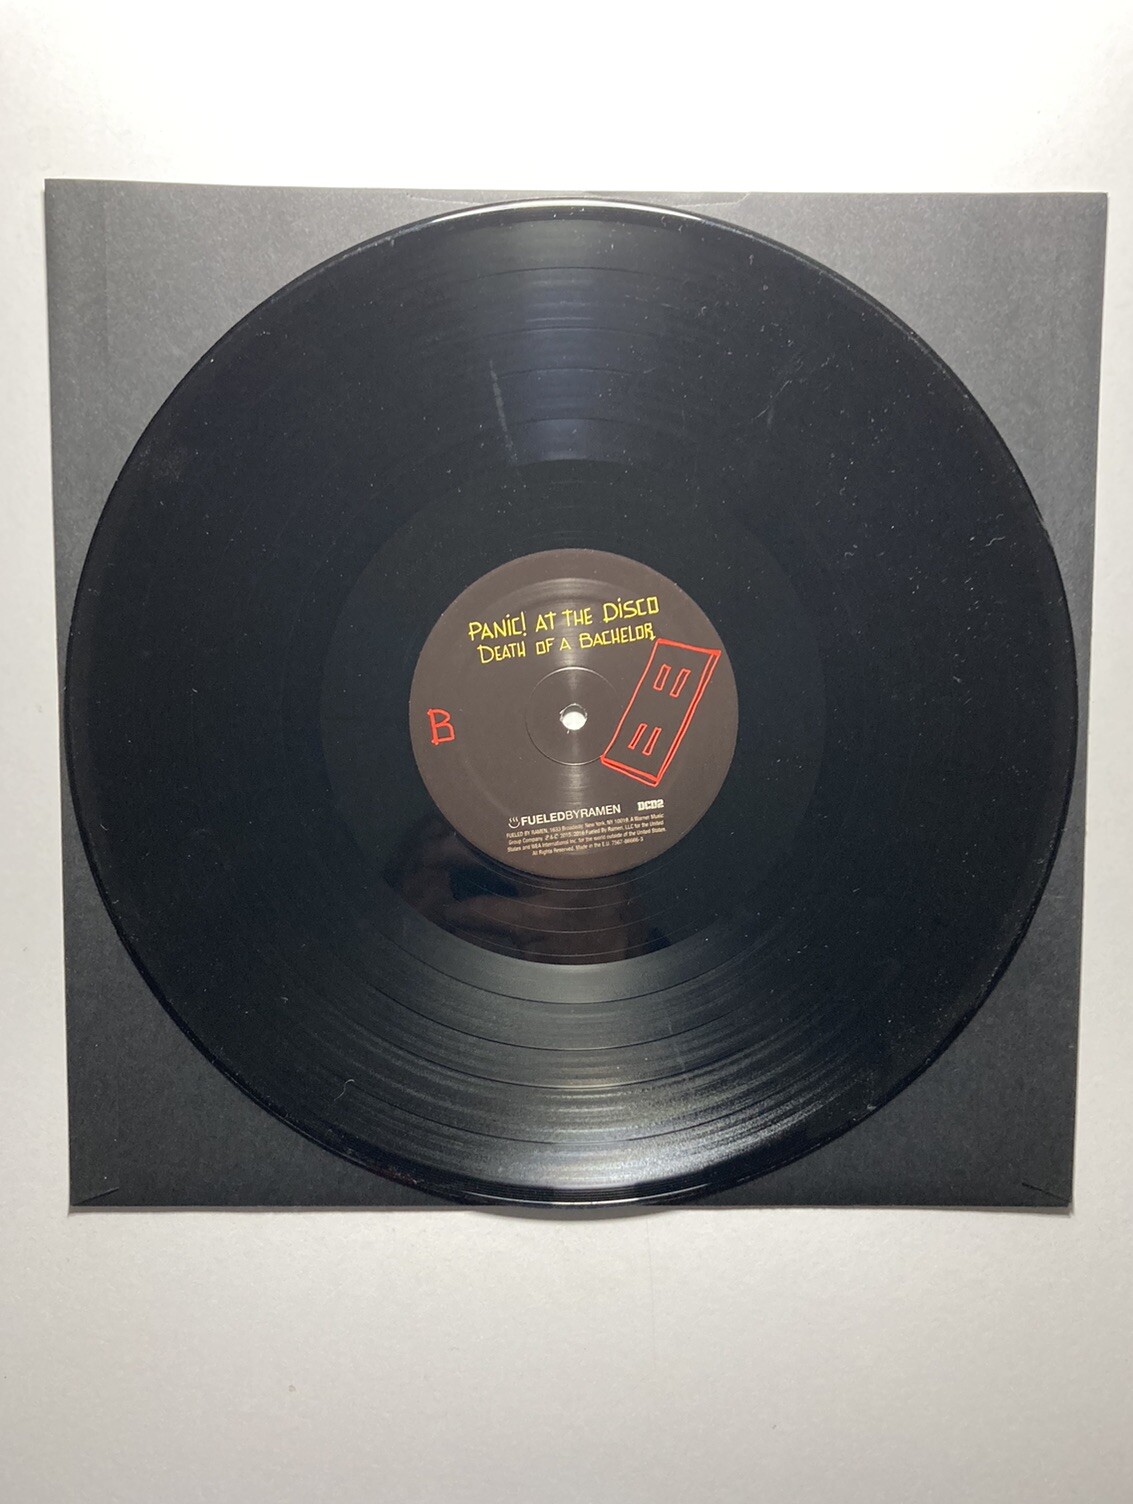 PANIC! AT THE DISCO
DEATH OF A BACHELOR
B
FUELEDBYRAMEN DCD2
FUELED BY RAMEN, 1633 Broadway, New York, NY 10019. A Warner Music
Group Company. ℗ & © 2015, 2016 Fueled By Ramen, LLC for the United
States and WEA International Inc. for the world outside of the United States.
All Rights Reserved. Made in the E.U.